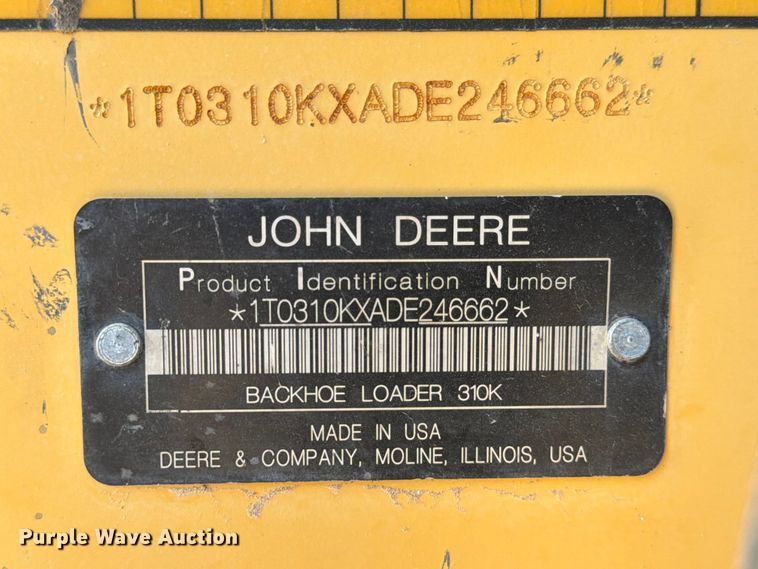 *1T0310KXADE246662*
JOHN DEERE
Product Identification Number
*1T0310KXADE246662*
BACKHOE LOADER 310K
MADE IN USA
DEERE & COMPANY, MOLINE, ILLINOIS, USA
Purple Wave Auction